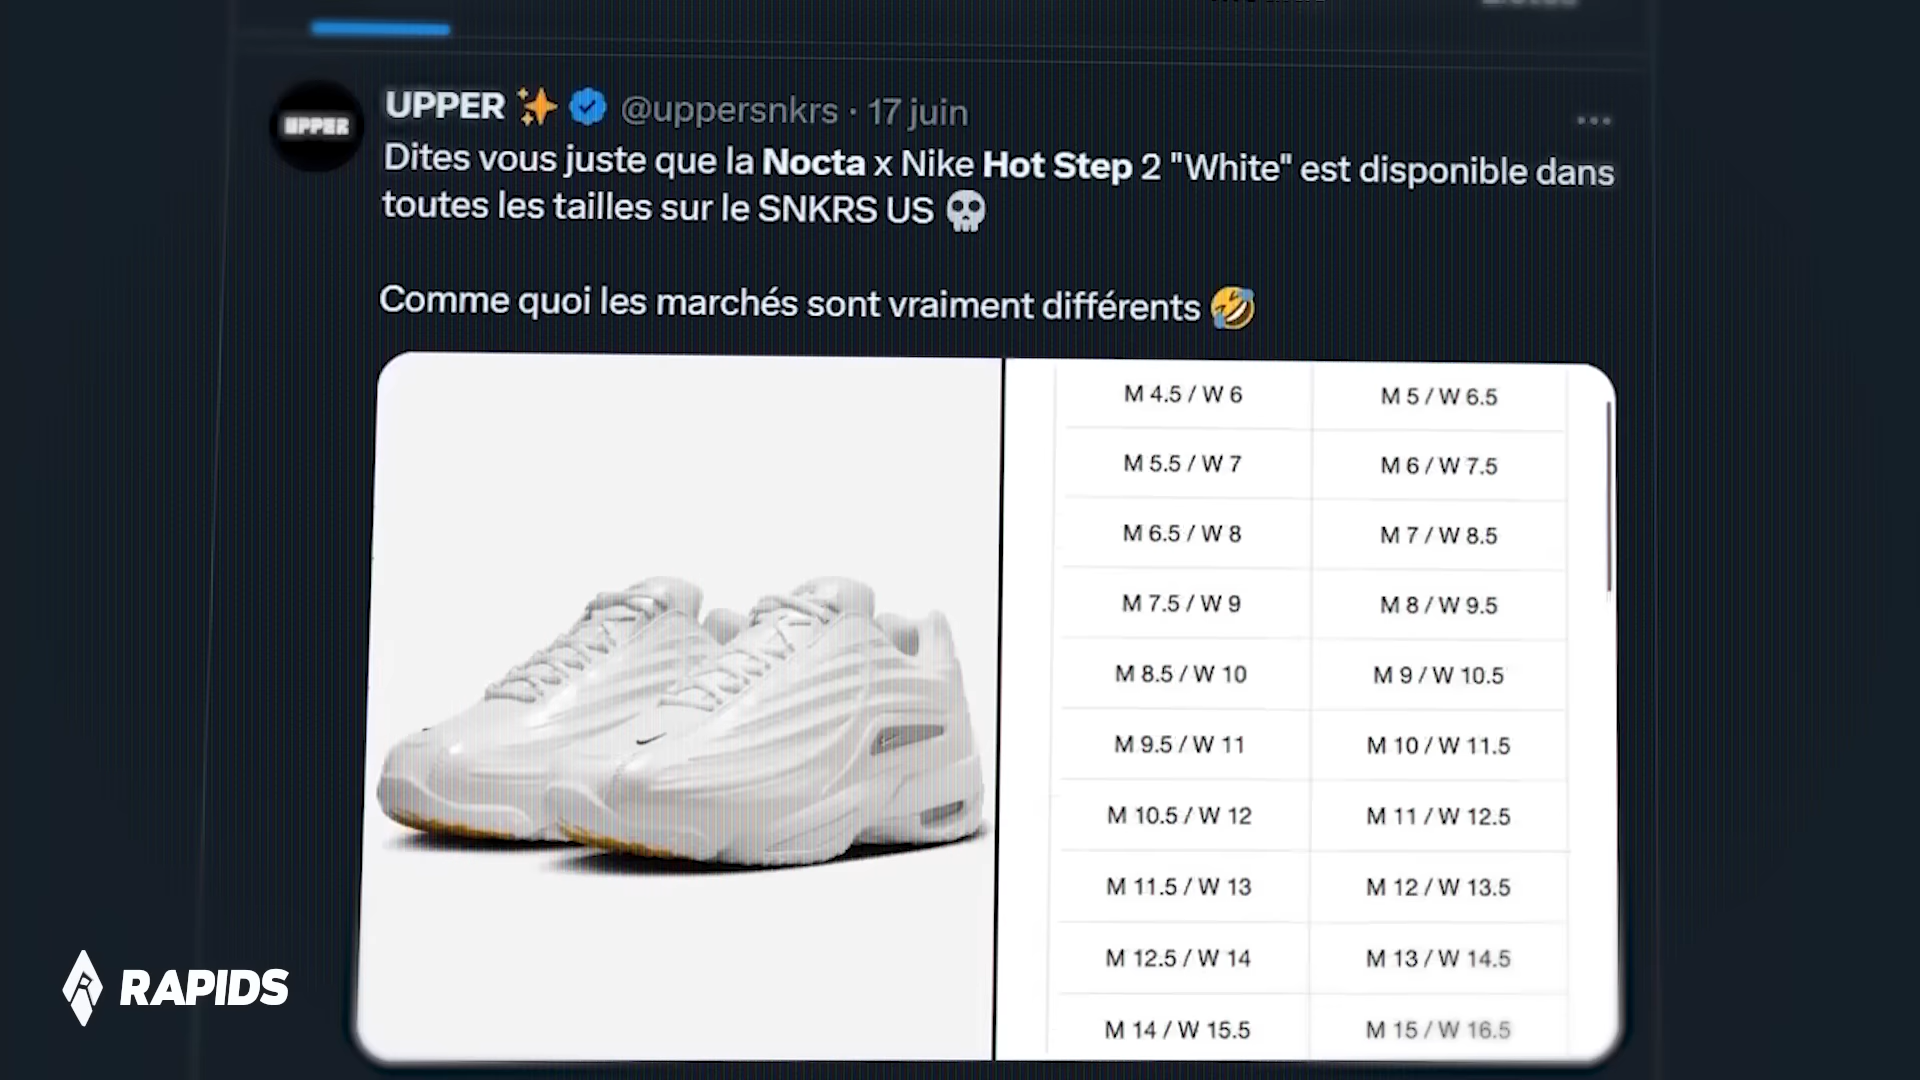 UPPER ✨ @uppersnkrs · 17 juin
UPPER
Dites vous juste que la Nocta x Nike Hot Step 2 "White" est disponible dans
toutes les tailles sur le SNKRS US 💀
Comme quoi les marchés sont vraiment différents 🤣
M 4.5 / W 6
M 5 / W 6.5
M 5.5 / W 7
M 6 / W 7.5
M 6.5 / W 8
M 7 / W 8.5
M 7.5 / W 9
M 8 / W 9.5
M 8.5 / W 10
M 9 / W 10.5
M 9.5 / W 11
M 10 / W 11.5
M 10.5 / W 12
M 11 / W 12.5
M 11.5 / W 13
M 12 / W 13.5
M 12.5 / W 14
M 13 / W 14.5
M 14 / W 15.5
M 15 / W 16.5
RAPIDS